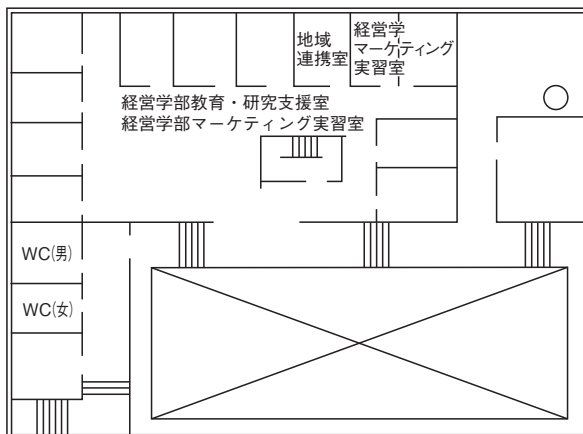 地域
連携室
経営学
マーケティング
実習室
経営学部教育・研究支援室
経営学部マーケティング実習室
WC(男)
WC(女)